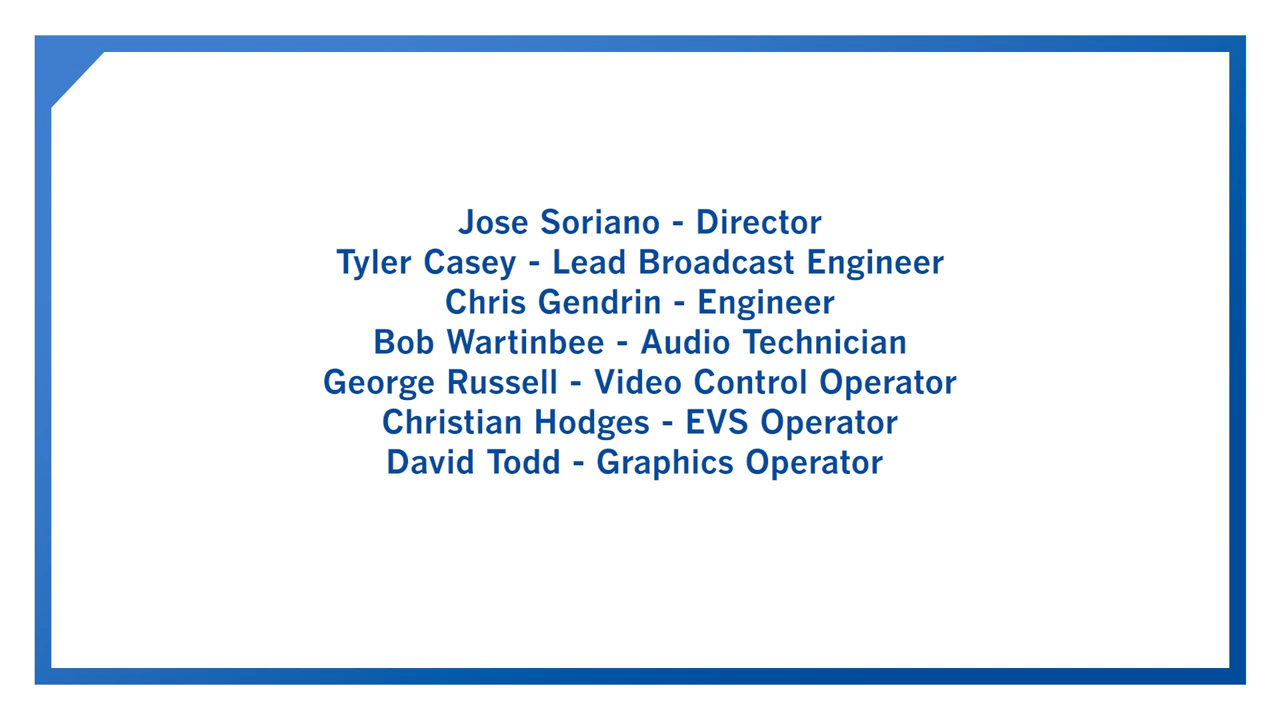 Jose Soriano - Director
Tyler Casey - Lead Broadcast Engineer
Chris Gendrin - Engineer
Bob Wartinbee - Audio Technician
George Russell - Video Control Operator
Christian Hodges - EVS Operator
David Todd - Graphics Operator